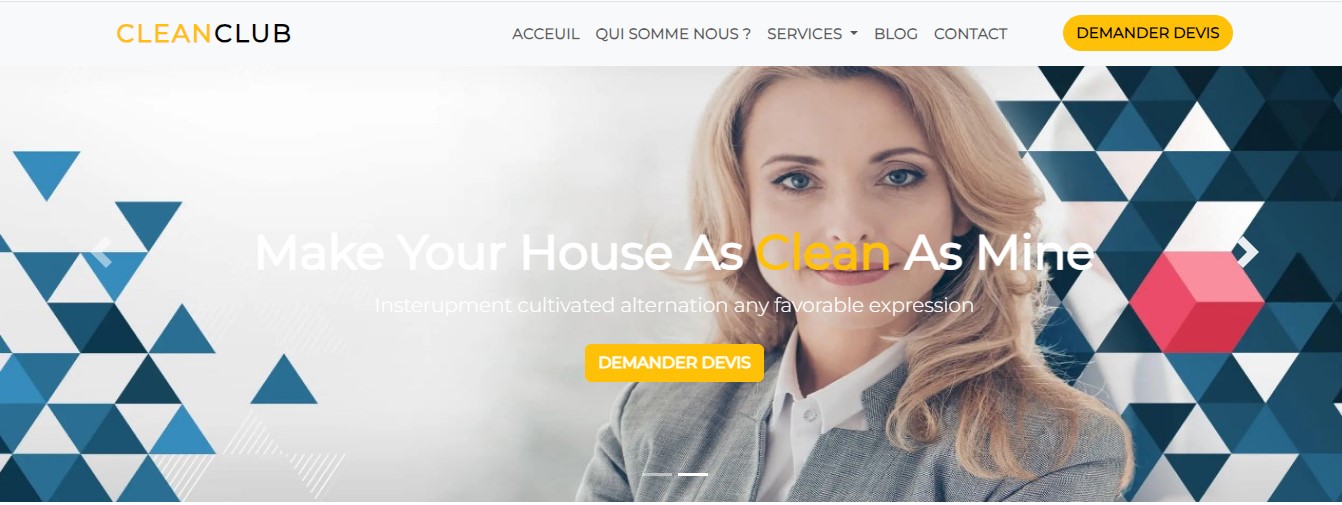 CLEANCLUB
ACCEUIL QUI SOMME NOUS ? SERVICES BLOG CONTACT DEMANDER DEVIS
Make Your House As Clean As Mine
Insterupment cultivated alternation any favorable expression
DEMANDER DEVIS